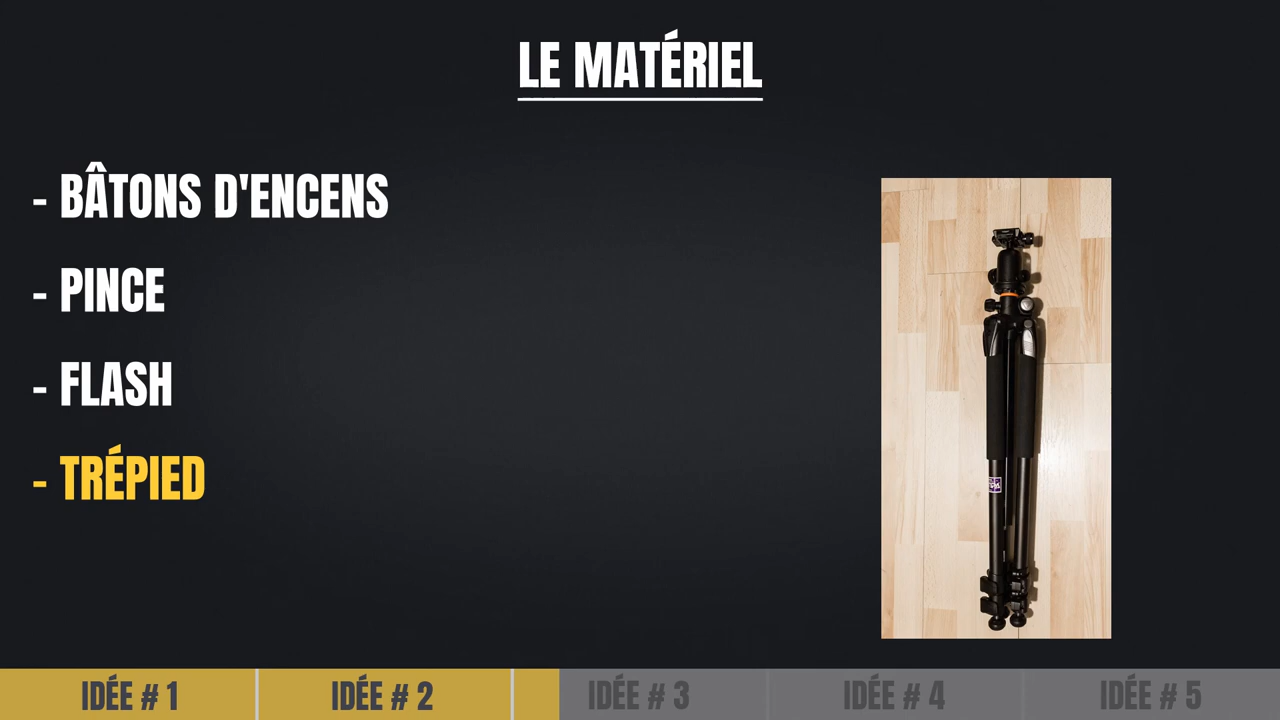 LE MATÉRIEL
- BÂTONS D'ENCENS
- PINCE
- FLASH
- TRÉPIED
IDÉE # 1
IDÉE # 2
IDÉE # 3
IDÉE # 4
IDÉE # 5